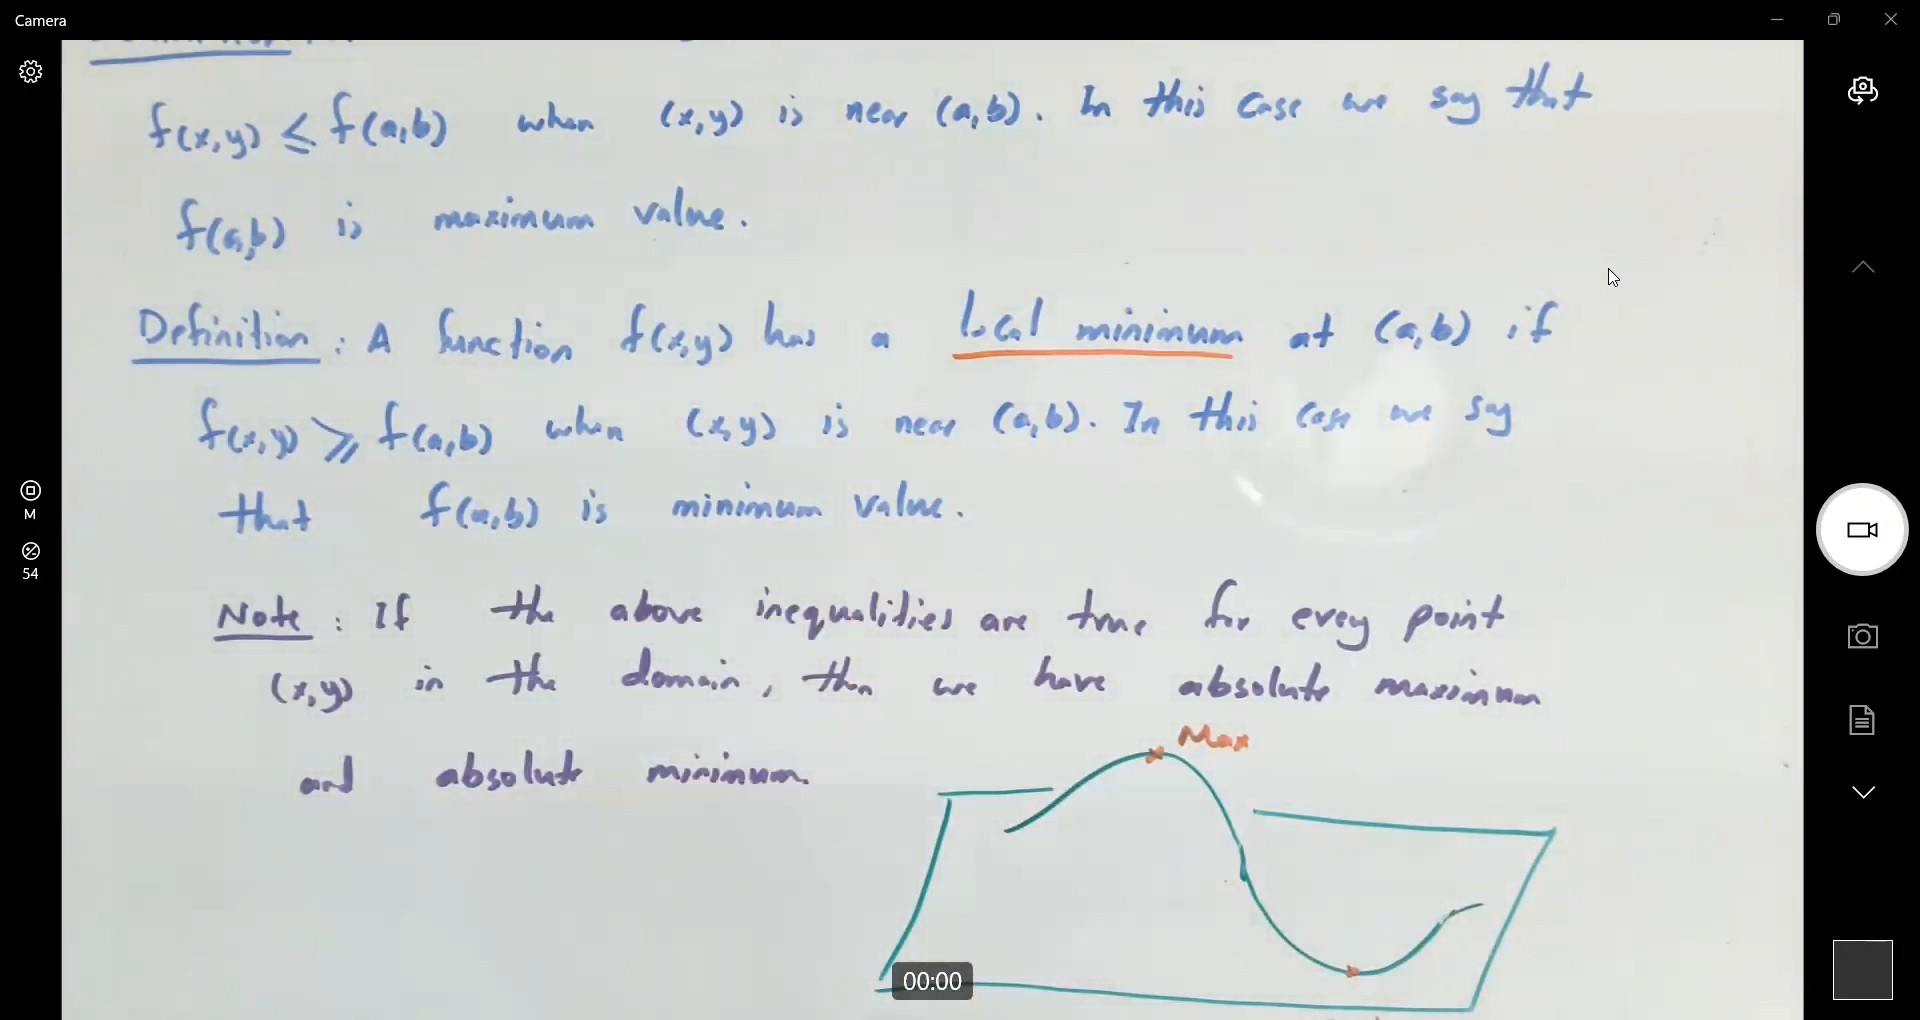 Camera
f(x,y) ≤ f(a,b) when (x,y) is near (a,b). In this case we say that
f(a,b) is maximum value.
Definition: A function f(x,y) has a local minimum at (a,b) if
f(x,y) ⩾ f(a,b) when (x,y) is near (a,b). In this case we say
that f(a,b) is minimum value.
Note: If the above inequalities are true for every point
(x,y) in the domain, then we have absolute maximum
and absolute minimum.
Max
M
54
00:00